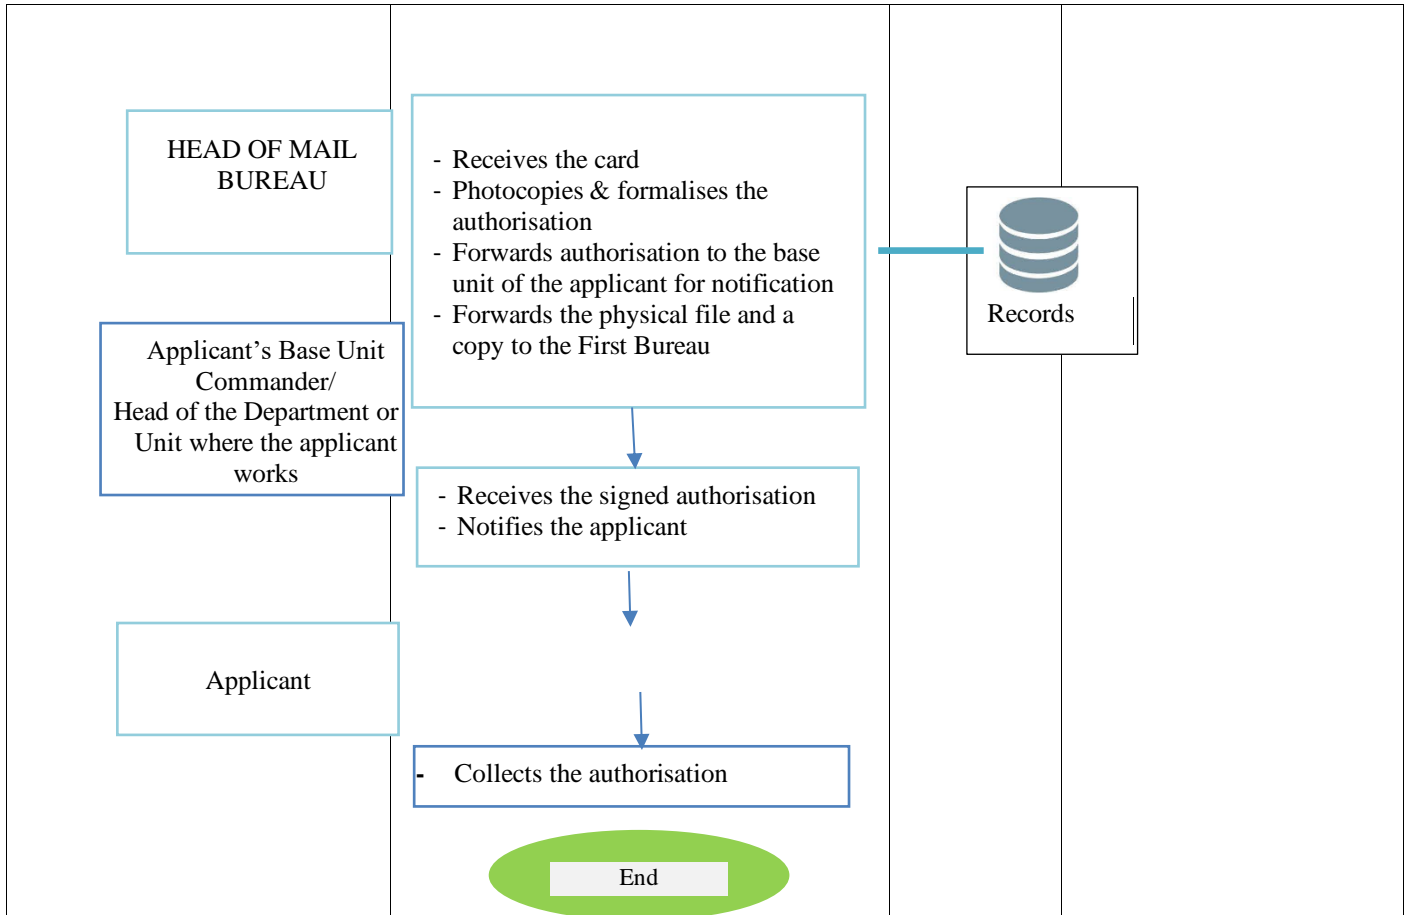 HEAD OF MAIL
BUREAU
- Receives the card
- Photocopies & formalises the
authorisation
- Forwards authorisation to the base
unit of the applicant for notification
- Forwards the physical file and a
copy to the First Bureau
Records
Applicant’s Base Unit
Commander/
Head of the Department or
Unit where the applicant
works
- Receives the signed authorisation
- Notifies the applicant
Applicant
- Collects the authorisation
End